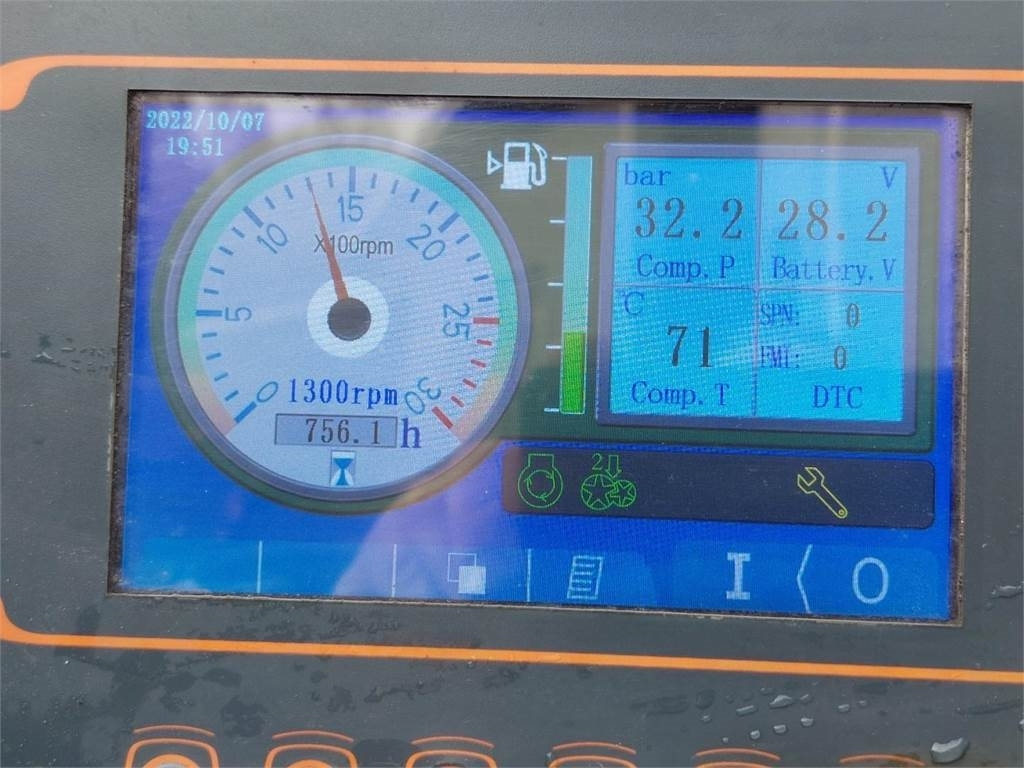 2022/10/07
19:51
0
5
10
15
20
25
30
X100rpm
1300rpm
756.1 h
bar
32.2
Comp.P
V
28.2
Battery.V
℃
71
Comp.T
SPN: 0
FMI: 0
DTC
2
I O